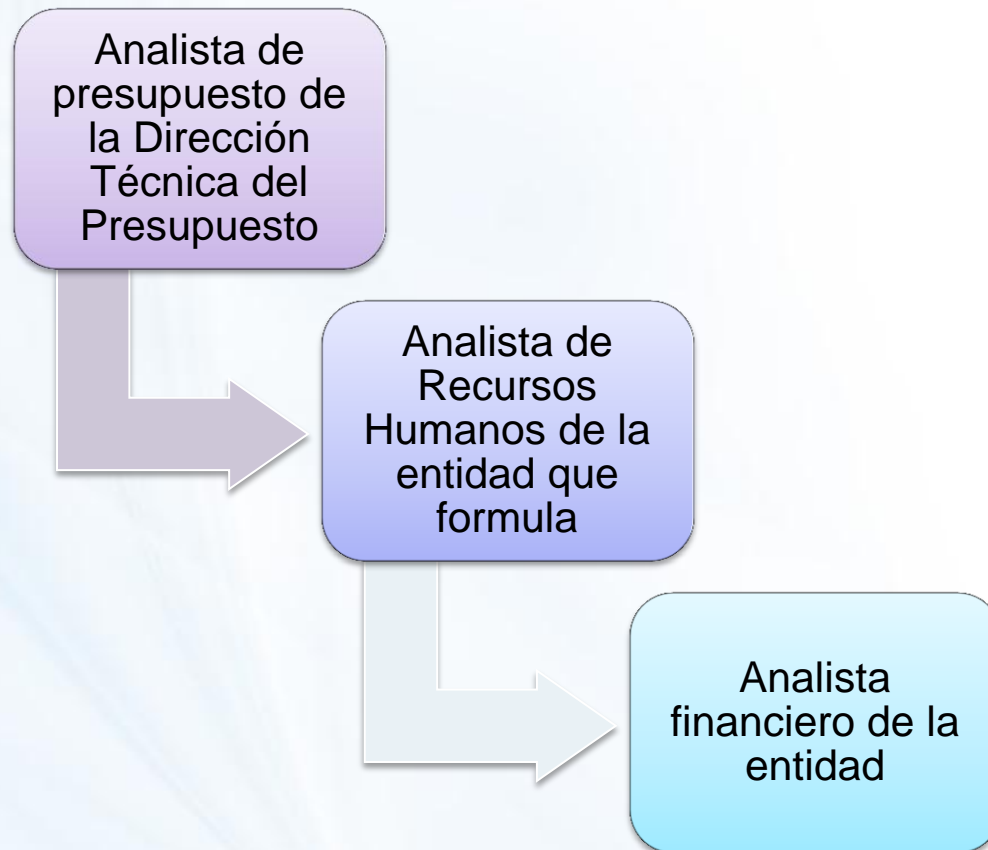 Analista de
presupuesto de
la Dirección
Técnica del
Presupuesto
Analista de
Recursos
Humanos de la
entidad que
formula
Analista
financiero de la
entidad